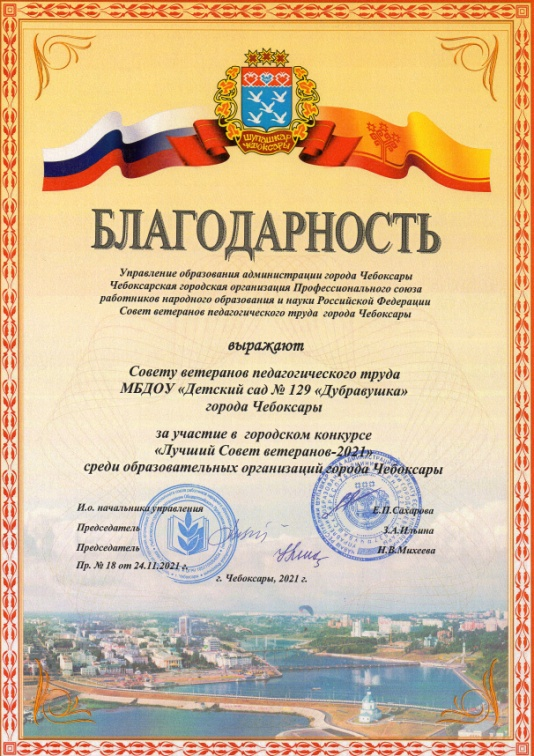 ШУПАШКАР
ЧЕБОКСАРЫ
БЛАГОДАРНОСТЬ
Управление образования администрации города Чебоксары
Чебоксарская городская организация Профессионального союза
работников народного образования и науки Российской Федерации
Совет ветеранов педагогического труда города Чебоксары
выражают
Совету ветеранов педагогического труда
МБДОУ «Детский сад № 129 «Дубравушка»
города Чебоксары
за участие в городском конкурсе
«Лучший Совет ветеранов-2021»
среди образовательных организаций города Чебоксары
И.о. начальника управления Е.П.Сахарова
Председатель З.А.Ильина
Председатель Н.В.Михеева
Пр. № 18 от 24.11.2021 г.
г. Чебоксары, 2021 г.